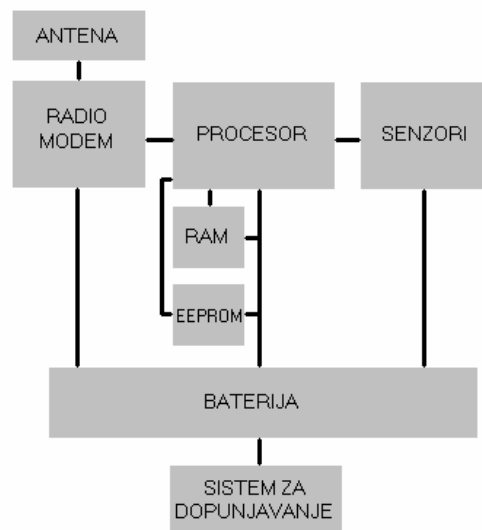 ANTENA
RADIO
MODEM
PROCESOR
SENZORI
RAM
EEPROM
BATERIJA
SISTEM ZA
DOPUNJAVANJE